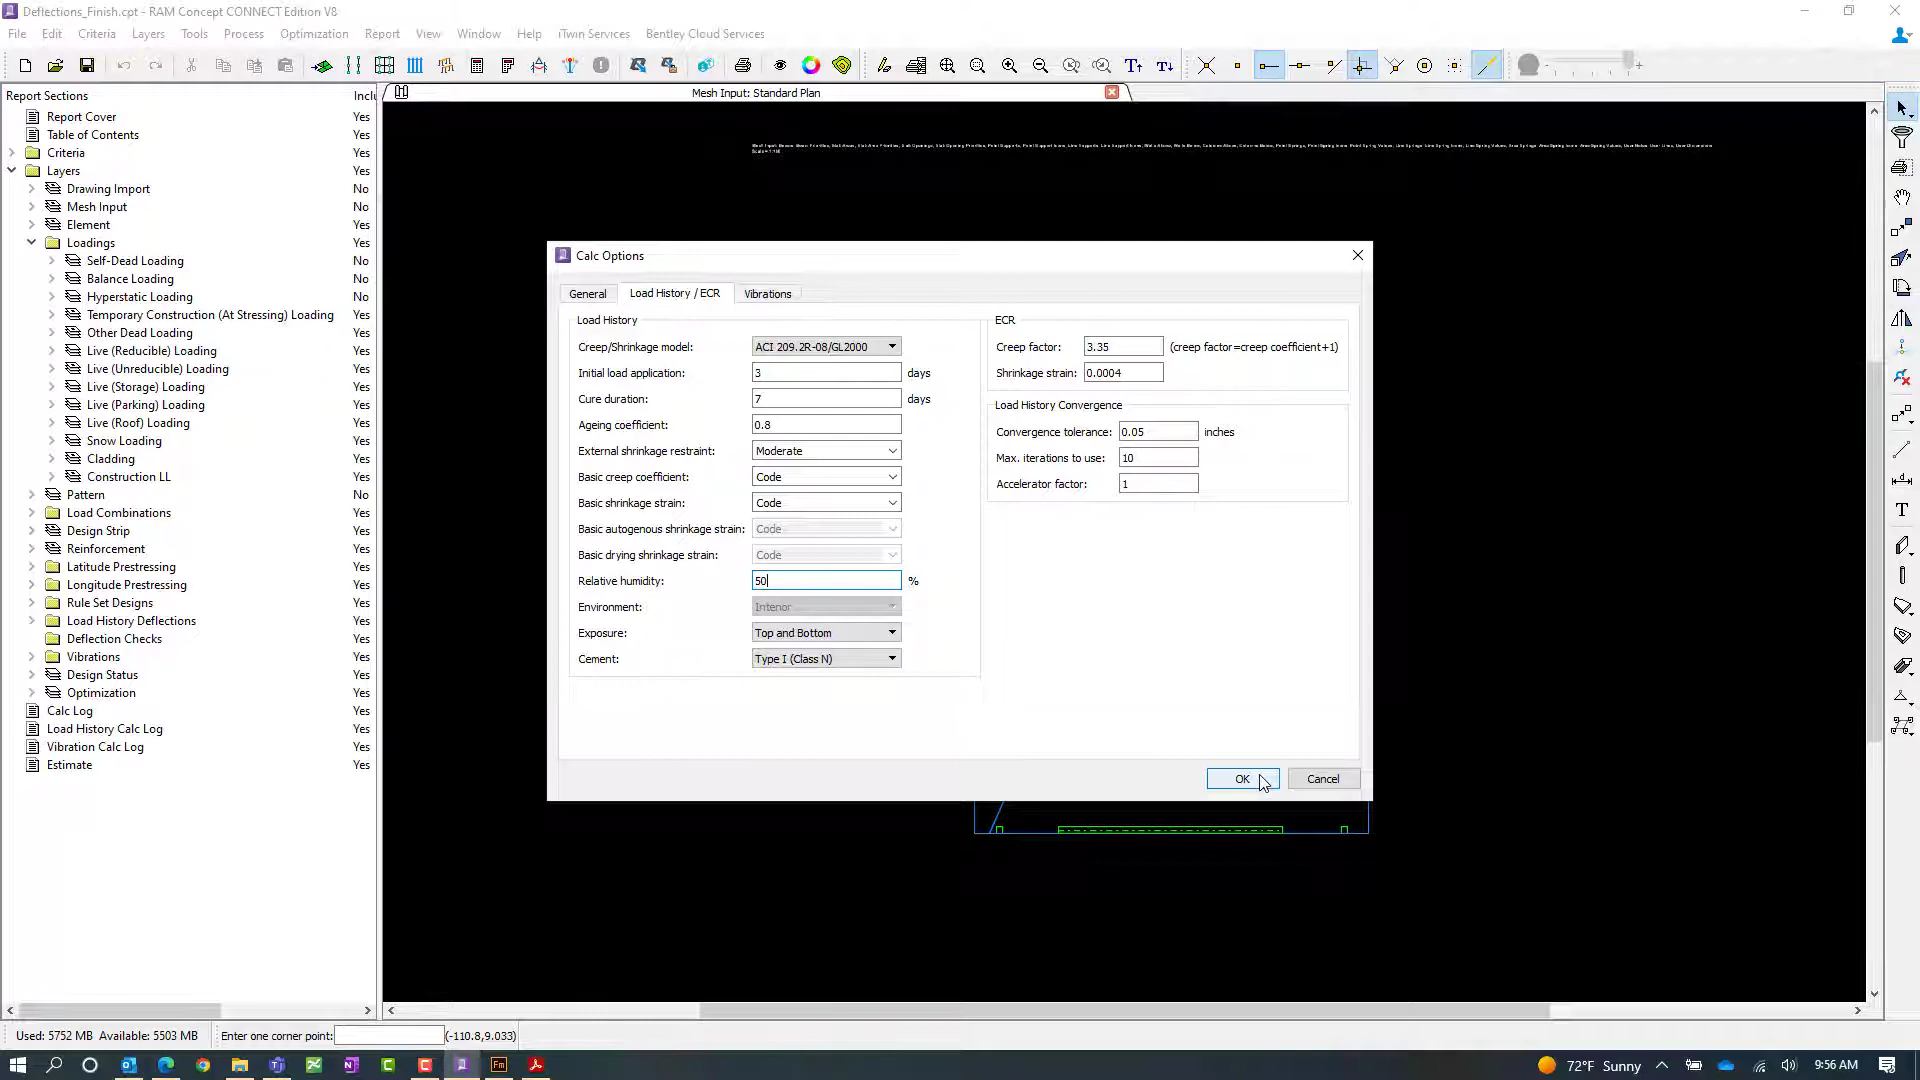 Deflections_Finish.cpt - RAM Concept CONNECT Edition V8
File Edit Criteria Layers Tools Process Optimization Report View Window Help iTwin Services Bentley Cloud Services
Report Sections Inclu
Mesh Input: Standard Plan
Report Cover Yes
Table of Contents Yes
Criteria Yes
Layers Yes
Drawing Import No
Mesh Input Yes
Element Yes
Loadings Yes
Self-Dead Loading No
Balance Loading No
Hyperstatic Loading No
Temporary Construction (At Stressing) Loading Yes
Other Dead Loading Yes
Live (Reducible) Loading Yes
Live (Unreducible) Loading Yes
Live (Storage) Loading Yes
Live (Parking) Loading Yes
Live (Roof) Loading Yes
Snow Loading Yes
Cladding Yes
Construction LL Yes
Pattern No
Load Combinations Yes
Design Strip Yes
Reinforcement Yes
Latitude Prestressing Yes
Longitude Prestressing Yes
Rule Set Designs Yes
Load History Deflections Yes
Deflection Checks Yes
Vibrations Yes
Design Status Yes
Optimization Yes
Calc Log Yes
Load History Calc Log Yes
Vibration Calc Log Yes
Estimate Yes
Calc Options
General Load History / ECR Vibrations
Load History
Creep/Shrinkage model: ACI 209.2R-08/GL2000
Initial load application: 3 days
Cure duration: 7 days
Ageing coefficient: 0.8
External shrinkage restraint: Moderate
Basic creep coefficient: Code
Basic shrinkage strain: Code
Basic autogenous shrinkage strain: Code
Basic drying shrinkage strain: Code
Relative humidity: 50 %
Environment: Interior
Exposure: Top and Bottom
Cement: Type I (Class N)
ECR
Creep factor: 3.35 (creep factor=creep coefficient+1)
Shrinkage strain: 0.0004
Load History Convergence
Convergence tolerance: 0.05 inches
Max. iterations to use: 10
Accelerator factor: 1
OK Cancel
Used: 5752 MB Available: 5503 MB Enter one corner point: (-110.8,9.033)
72°F Sunny 9:56 AM